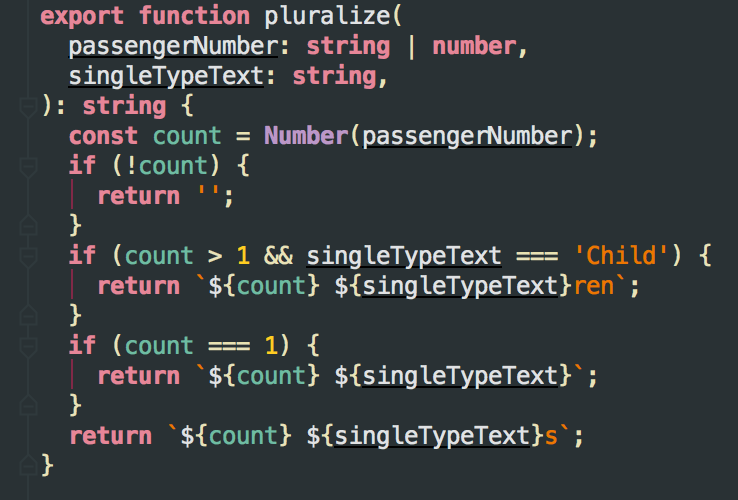 export function pluralize(
  passengerNumber: string | number,
  singleTypeText: string,
): string {
  const count = Number(passengerNumber);
  if (!count) {
    return '';
  }
  if (count > 1 && singleTypeText === 'Child') {
    return `${count} ${singleTypeText}ren`;
  }
  if (count === 1) {
    return `${count} ${singleTypeText}`;
  }
  return `${count} ${singleTypeText}s`;
}